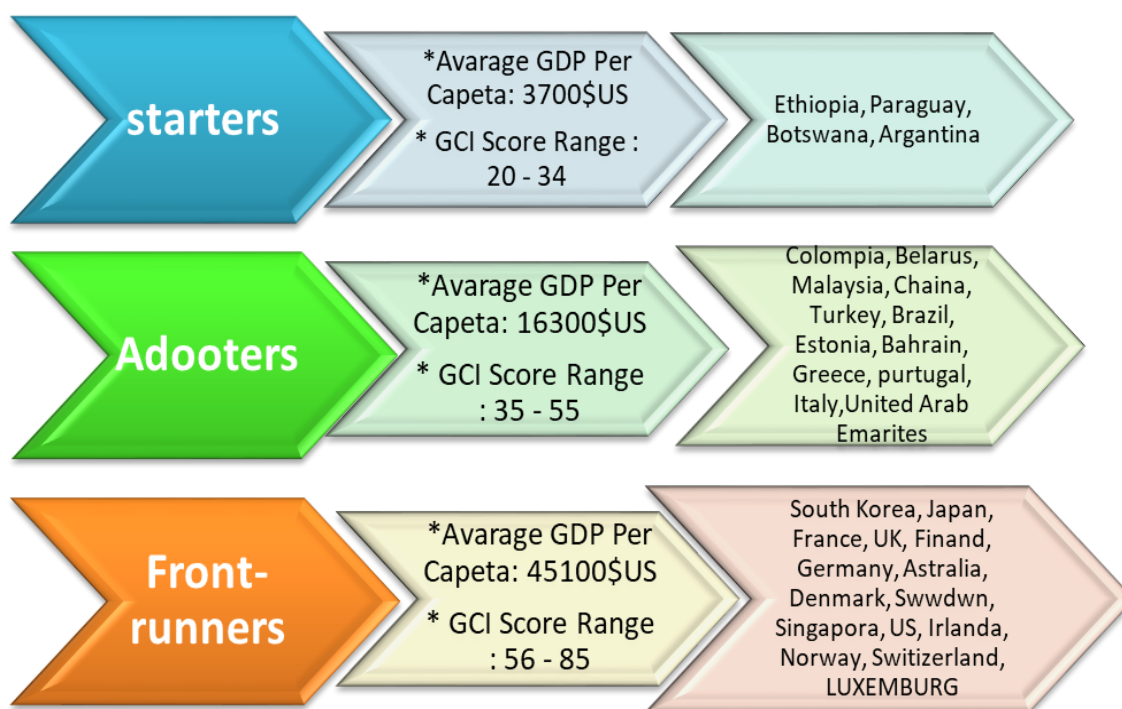 starters
*Avarage GDP Per
Capeta: 3700$US
* GCI Score Range :
20 - 34
Ethiopia, Paraguay,
Botswana, Argantina
Adooters
*Avarage GDP Per
Capeta: 16300$US
* GCI Score Range
: 35 - 55
Colompia, Belarus,
Malaysia, Chaina,
Turkey, Brazil,
Estonia, Bahrain,
Greece, purtugal,
Italy,United Arab
Emarites
Front-
runners
*Avarage GDP Per
Capeta: 45100$US
* GCI Score Range
: 56 - 85
South Korea, Japan,
France, UK, Finand,
Germany, Astralia,
Denmark, Swwdwn,
Singapora, US, Irlanda,
Norway, Switzerland,
LUXEMBURG